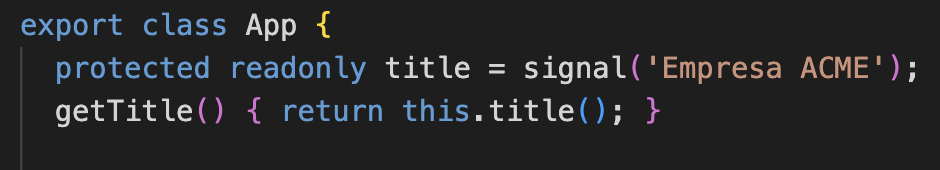 export class App {
protected readonly title = signal('Empresa ACME');
getTitle() { return this.title(); }